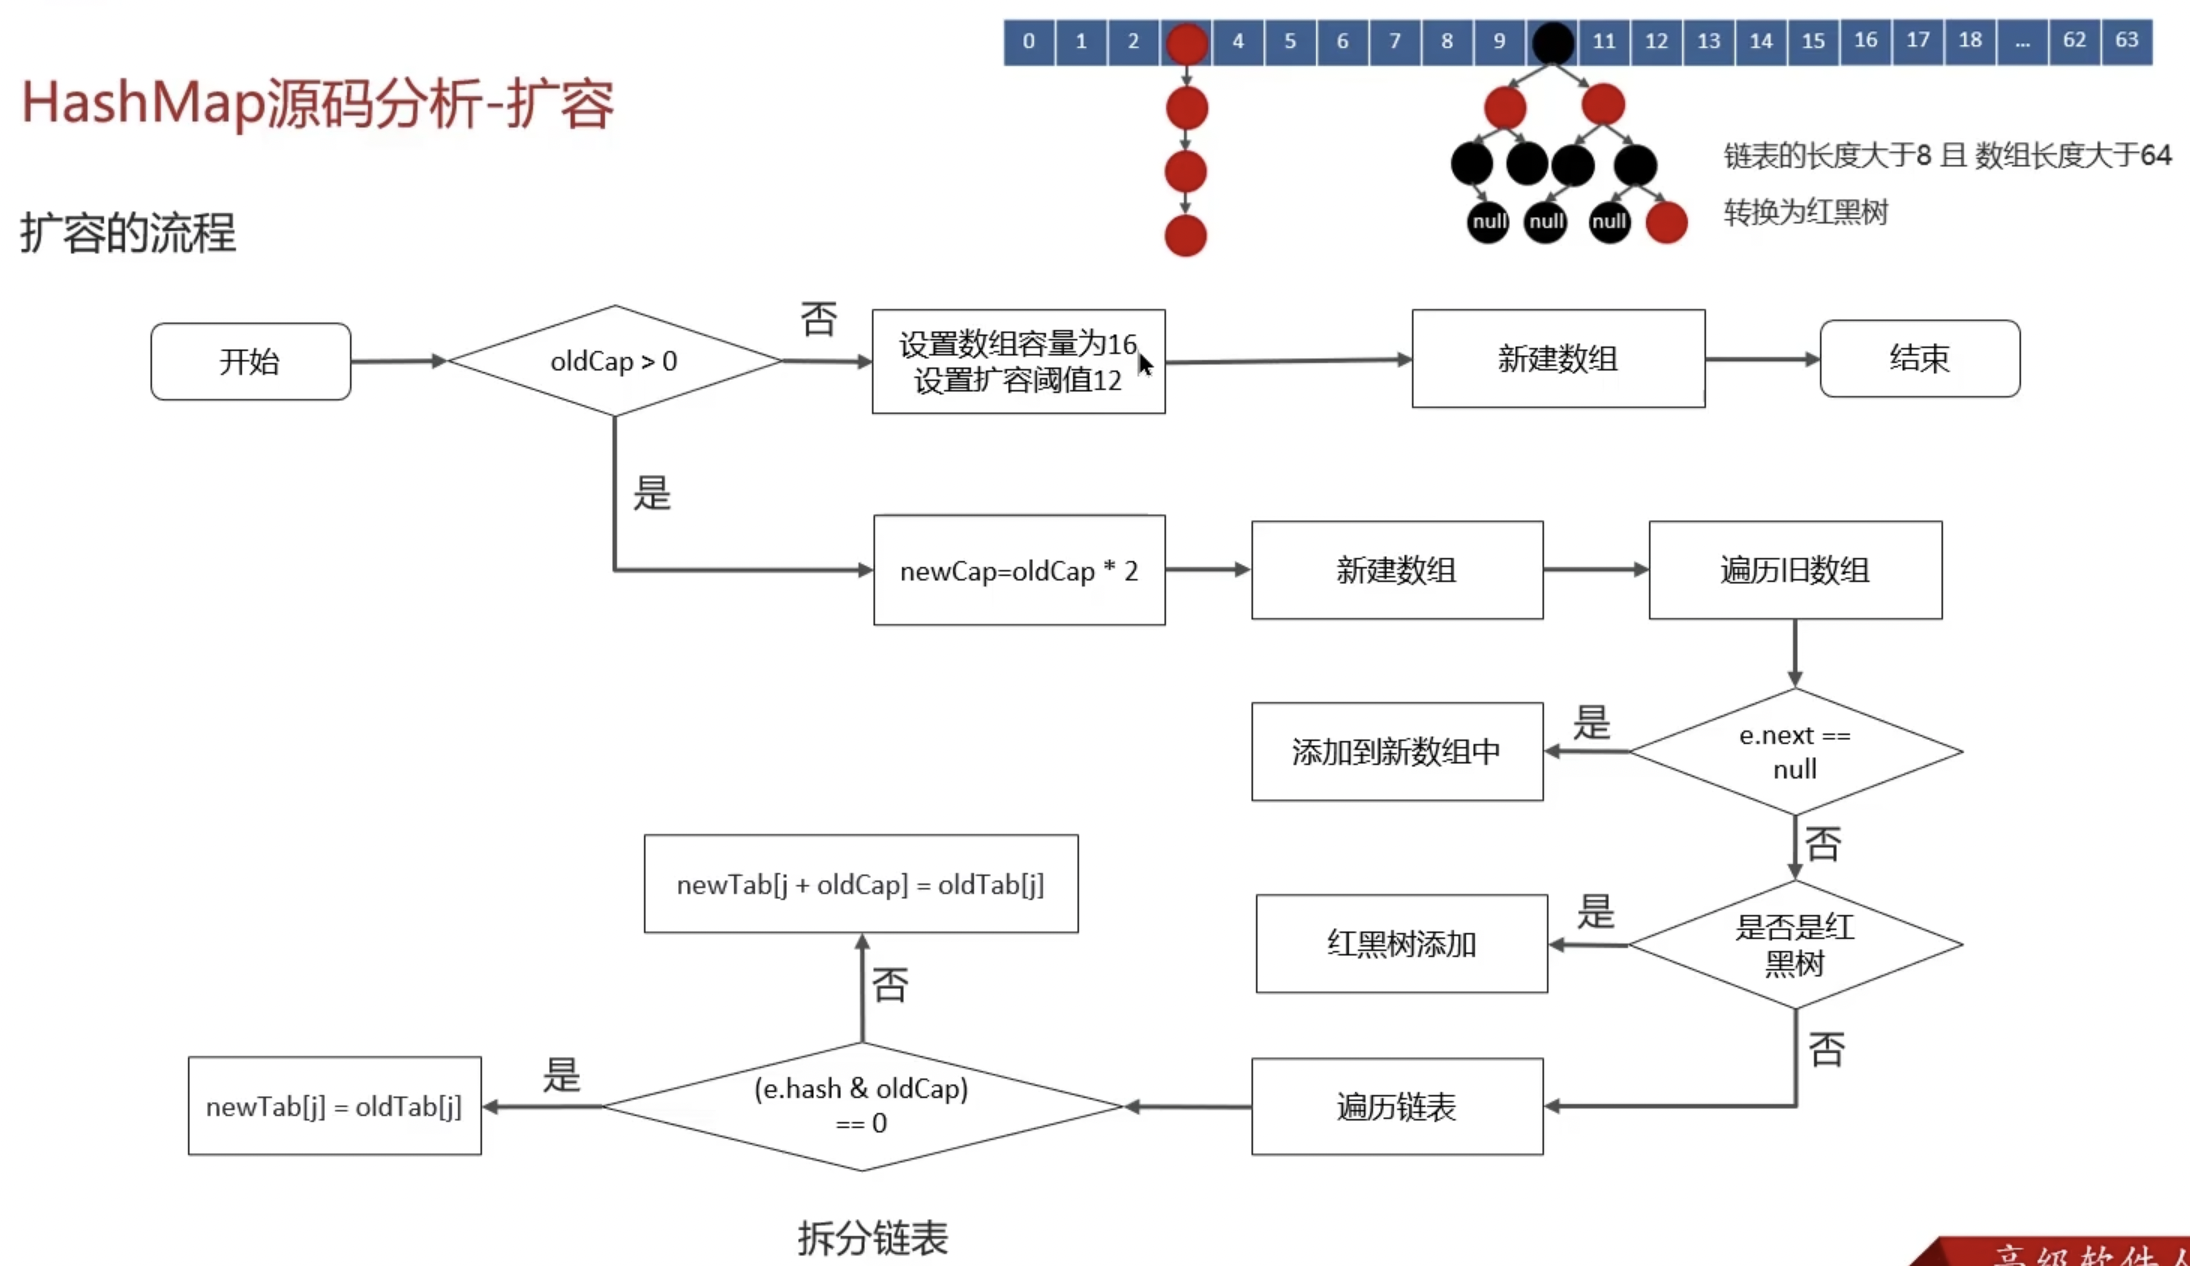 0 1 2 4 5 6 7 8 9 11 12 13 14 15 16 17 18 ... 62 63
HashMap源码分析-扩容
链表的长度大于8 且 数组长度大于64
转换为红黑树
null null null
扩容的流程
开始
oldCap > 0
否
设置数组容量为16
设置扩容阈值12
新建数组
结束
是
newCap=oldCap * 2
新建数组
遍历旧数组
e.next ==
null
是
添加到新数组中
否
是否是红
黑树
是
红黑树添加
否
遍历链表
(e.hash & oldCap)
== 0
否
newTab[j + oldCap] = oldTab[j]
是
newTab[j] = oldTab[j]
拆分链表
高级软件人